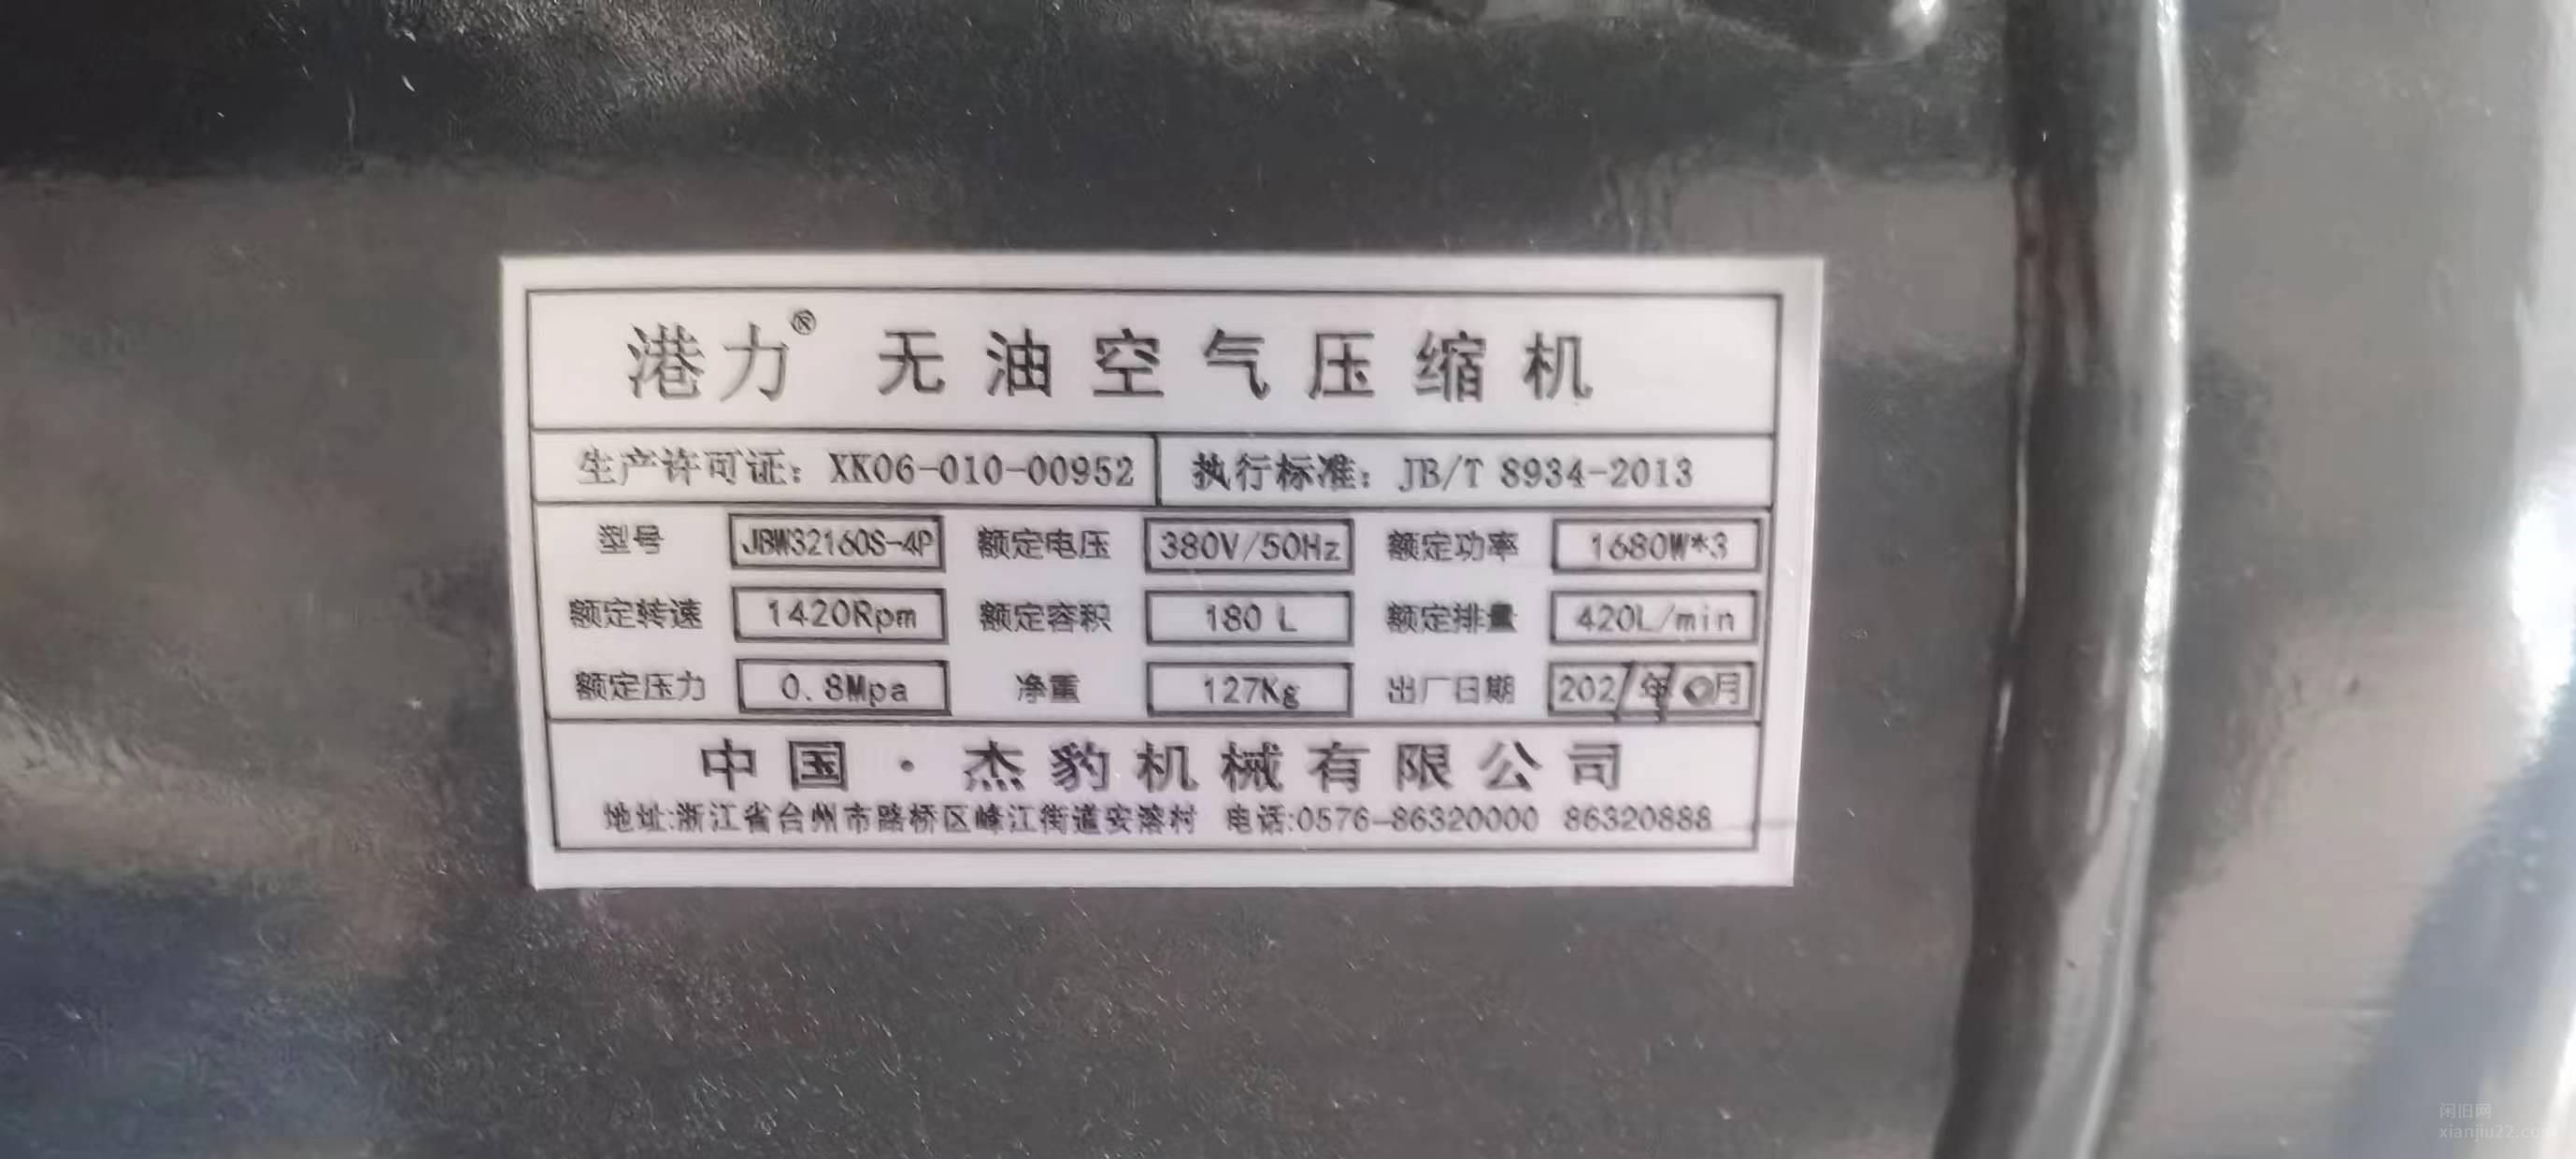 港力® 无油空气压缩机
生产许可证: XK06-010-00952 执行标准: JB/T 8934-2013
型号 JBW32160S-4P 额定电压 380V/50Hz 额定功率 1680W*3
额定转速 1420Rpm 额定容积 180 L 额定排量 420L/min
额定压力 0.8Mpa 净重 127Kg 出厂日期 202 年 月
中国·杰豹机械有限公司
地址:浙江省台州市路桥区峰江街道安溶村 电话:0576-86320000 86320888
闲旧网
xianjiu22.com